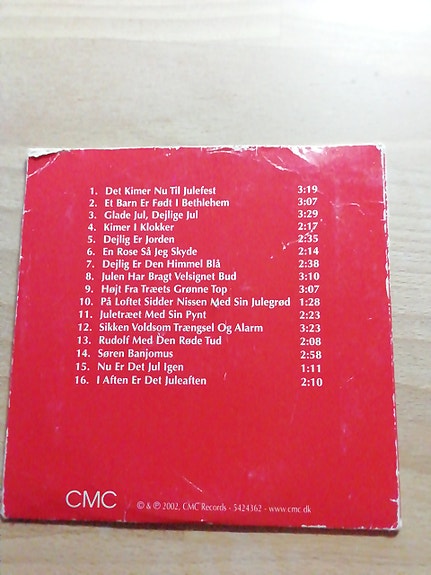 1. Det Kimer Nu Til Julefest 3:19
2. Et Barn Er Født I Bethlehem 3:07
3. Glade Jul, Dejlige Jul 3:29
4. Kimer I Klokker 2:17
5. Dejlig Er Jorden 2:35
6. En Rose Så Jeg Skyde 2:14
7. Dejlig Er Den Himmel Blå 2:38
8. Julen Har Bragt Velsignet Bud 3:10
9. Højt Fra Træets Grønne Top 3:07
10. På Loftet Sidder Nissen Med Sin Julegrød 1:28
11. Juletræet Med Sin Pynt 2:23
12. Sikken Voldsom Trængsel Og Alarm 3:23
13. Rudolf Med Den Røde Tud 2:08
14. Søren Banjomus 2:58
15. Nu Er Det Jul Igen 1:11
16. I Aften Er Det Juleaften 2:10
CMC © & ℗ 2002, CMC Records - 5424362 - www.cmc.dk